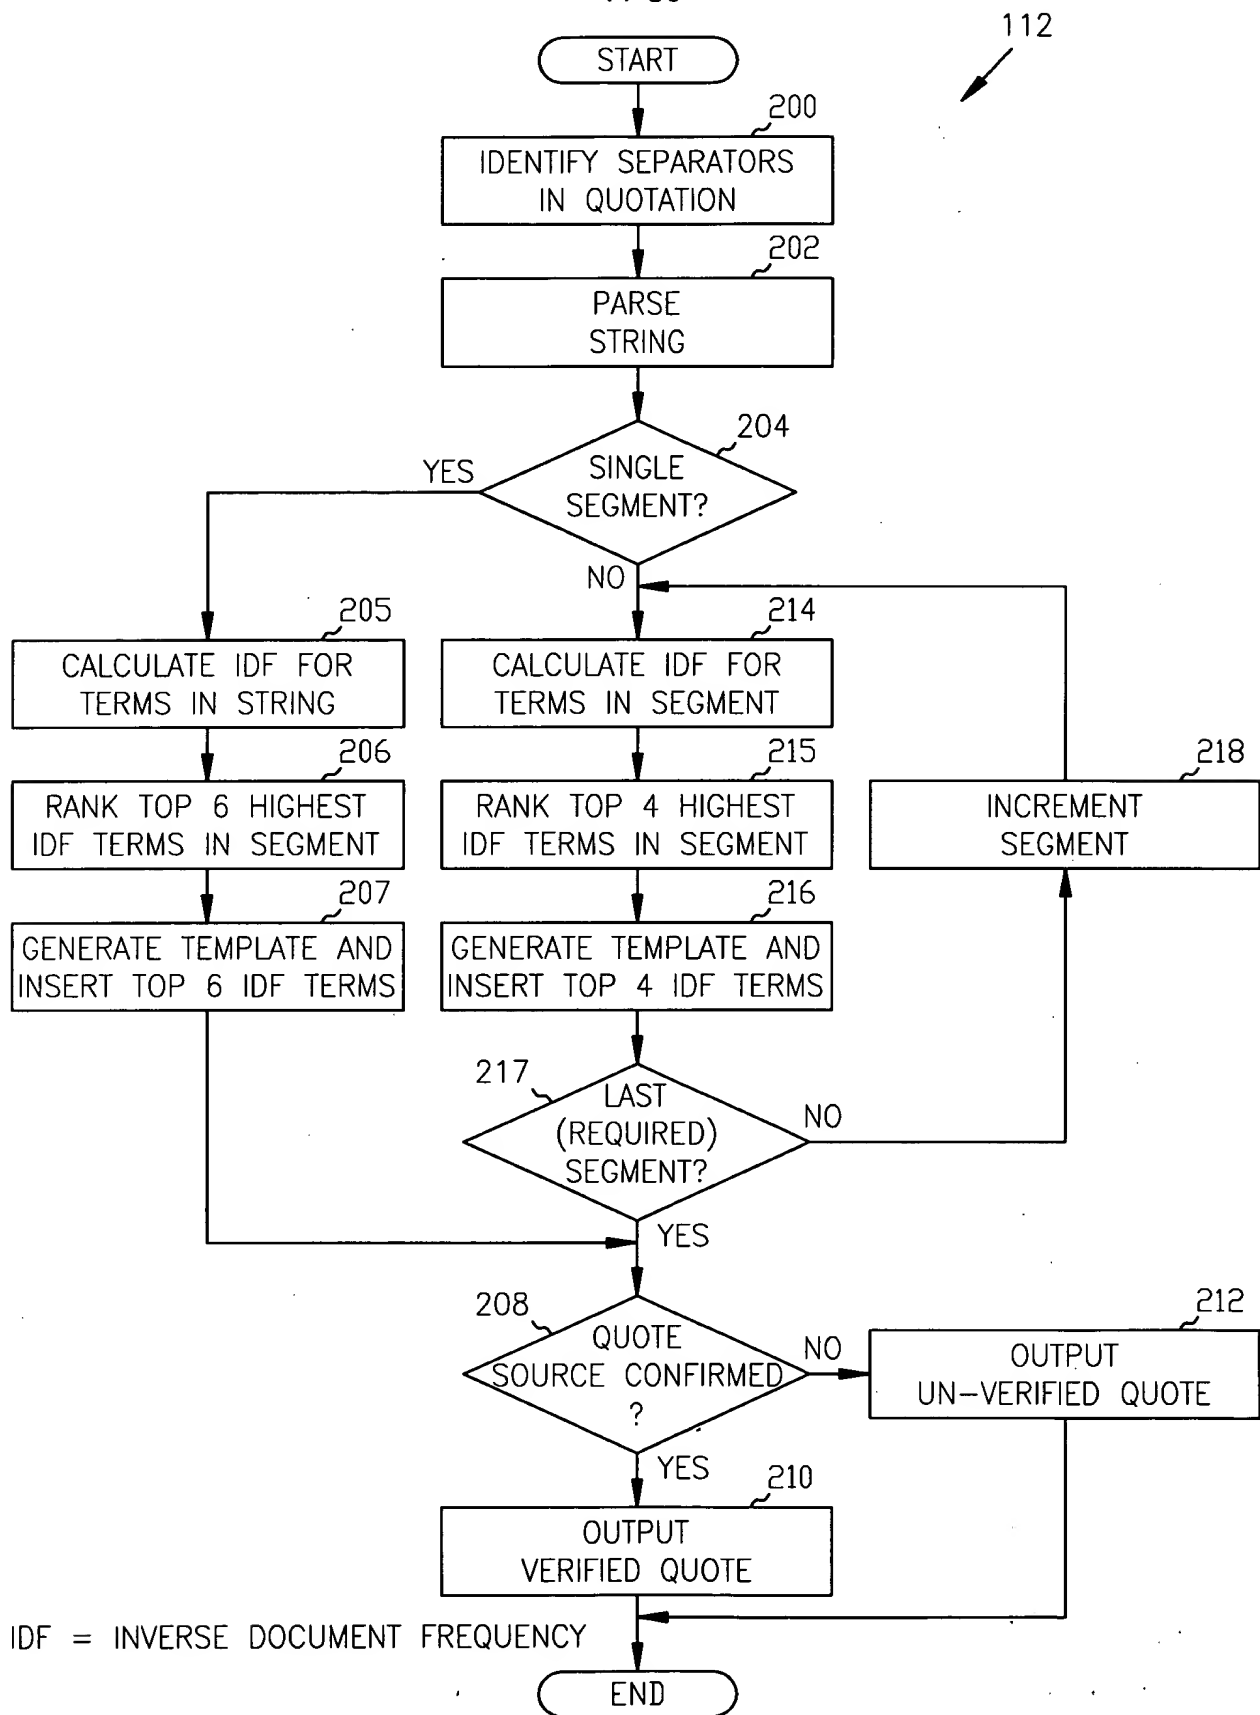 112
START
200
IDENTIFY SEPARATORS
IN QUOTATION
202
PARSE
STRING
204
SINGLE
SEGMENT?
YES
NO
205
CALCULATE IDF FOR
TERMS IN STRING
206
RANK TOP 6 HIGHEST
IDF TERMS IN SEGMENT
207
GENERATE TEMPLATE AND
INSERT TOP 6 IDF TERMS
214
CALCULATE IDF FOR
TERMS IN SEGMENT
215
RANK TOP 4 HIGHEST
IDF TERMS IN SEGMENT
216
GENERATE TEMPLATE AND
INSERT TOP 4 IDF TERMS
218
INCREMENT
SEGMENT
217
LAST
(REQUIRED)
SEGMENT?
NO
YES
208
QUOTE
SOURCE CONFIRMED
?
NO
YES
212
OUTPUT
UN-VERIFIED QUOTE
210
OUTPUT
VERIFIED QUOTE
IDF = INVERSE DOCUMENT FREQUENCY
END